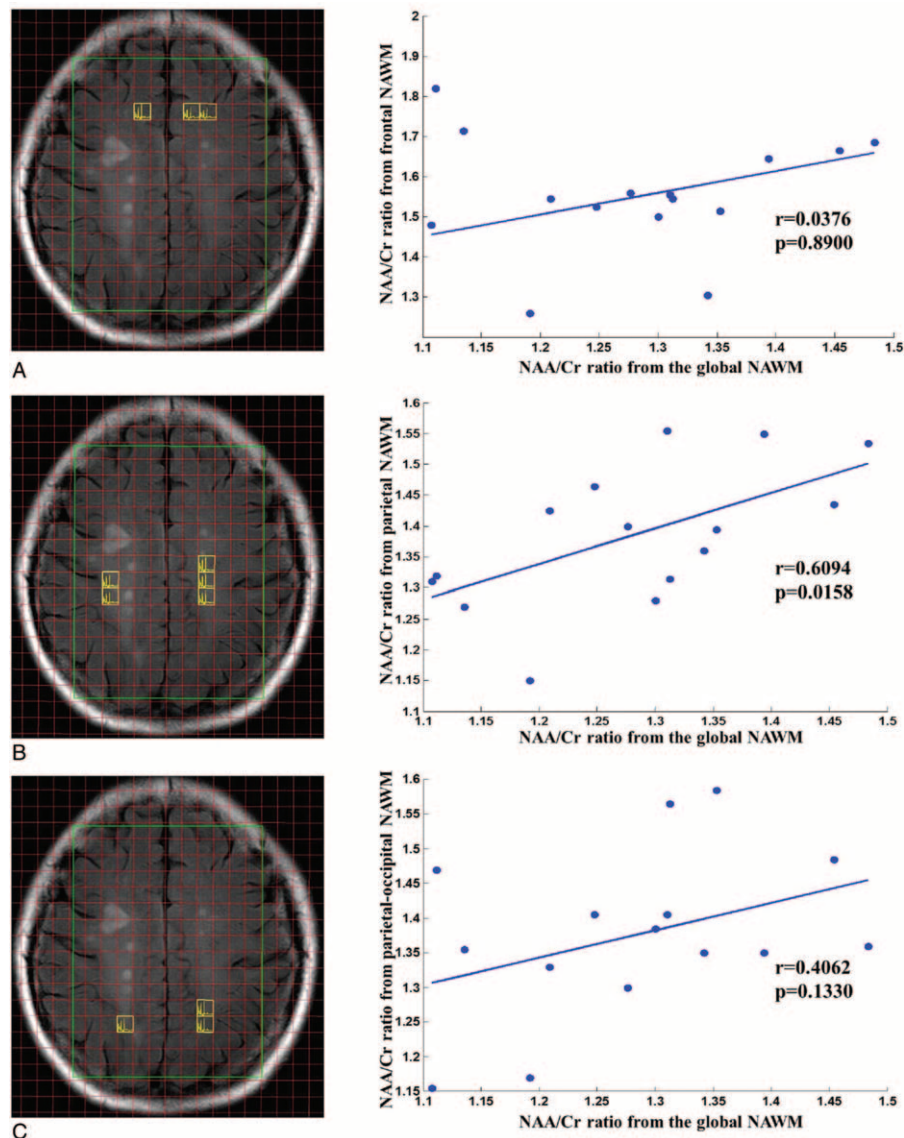 A
NAA/Cr ratio from frontal NAWM
2
1.9
1.8
1.7
1.6
1.5
1.4
1.3
r=0.0376
p=0.8900
1.1 1.15 1.2 1.25 1.3 1.35 1.4 1.45 1.5
NAA/Cr ratio from the global NAWM
B
NAA/Cr ratio from parietal NAWM
1.6
1.55
1.5
1.45
1.4
1.35
1.3
1.25
1.2
1.15
1.1
r=0.6094
p=0.0158
1.1 1.15 1.2 1.25 1.3 1.35 1.4 1.45 1.5
NAA/Cr ratio from the global NAWM
C
NAA/Cr ratio from parietal-occipital NAWM
1.6
1.55
1.5
1.45
1.4
1.35
1.3
1.25
1.2
1.15
r=0.4062
p=0.1330
1.1 1.15 1.2 1.25 1.3 1.35 1.4 1.45 1.5
NAA/Cr ratio from the global NAWM